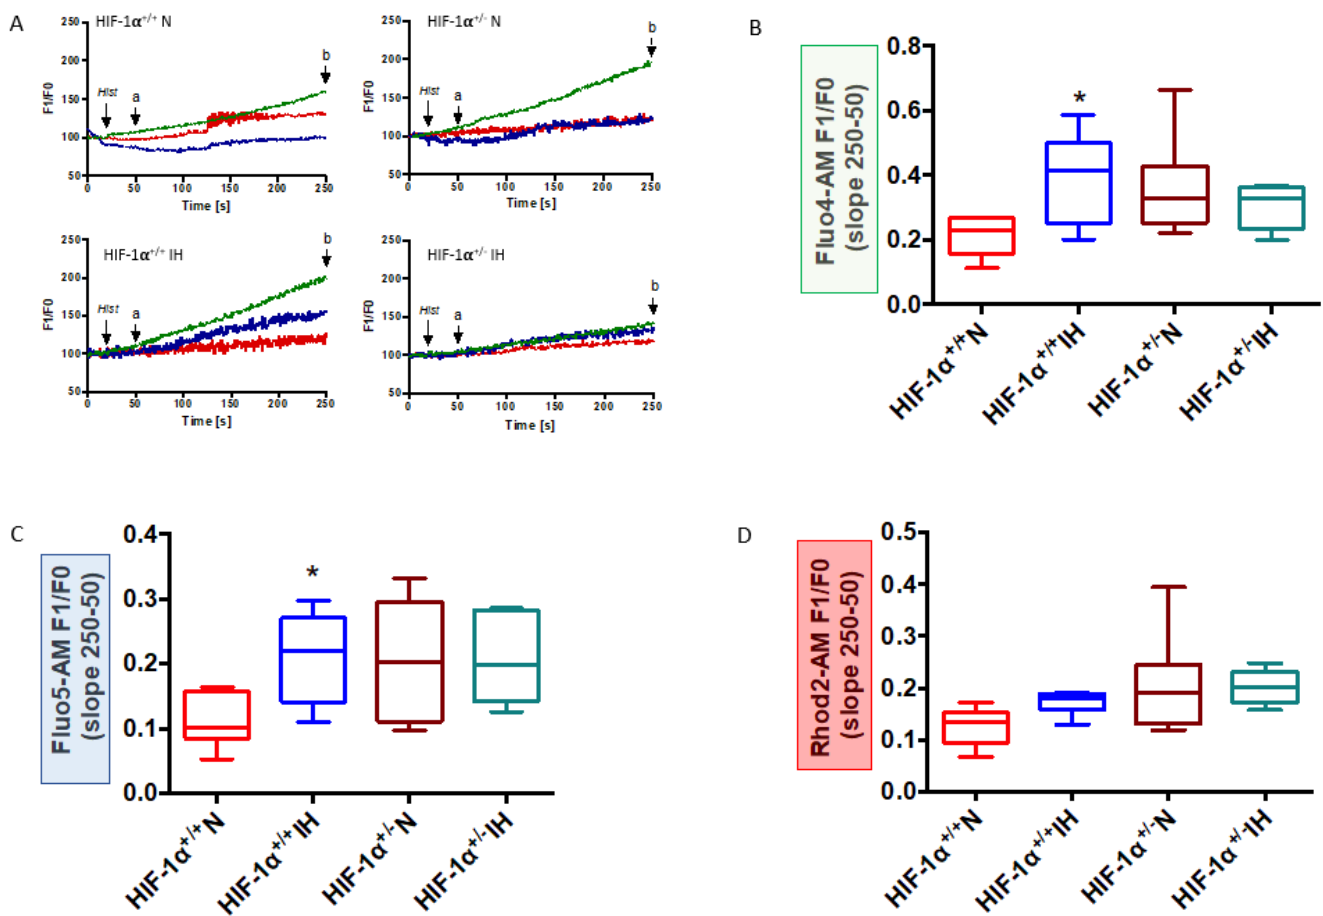 A
HIF-1α+/+ N
250
200
150
100
50
F1/F0
Hist
a
b
0
50
100
150
200
250
Time [s]
HIF-1α+/- N
250
200
150
100
50
F1/F0
Hist
a
b
0
50
100
150
200
250
Time [s]
HIF-1α+/+ IH
250
200
150
100
50
F1/F0
Hist
a
b
0
50
100
150
200
250
Time [s]
HIF-1α+/- IH
250
200
150
100
50
F1/F0
Hist
a
b
0
50
100
150
200
250
Time [s]
B
Fluo4-AM F1/F0
(slope 250-50)
0.8
0.6
0.4
0.2
0.0
*
HIF-1α+/+N
HIF-1α+/+IH
HIF-1α+/-N
HIF-1α+/-IH
C
Fluo5-AM F1/F0
(slope 250-50)
0.4
0.3
0.2
0.1
0.0
*
HIF-1α+/+N
HIF-1α+/+IH
HIF-1α+/-N
HIF-1α+/-IH
D
Rhod2-AM F1/F0
(slope 250-50)
0.5
0.4
0.3
0.2
0.1
0.0
HIF-1α+/+N
HIF-1α+/+IH
HIF-1α+/-N
HIF-1α+/-IH